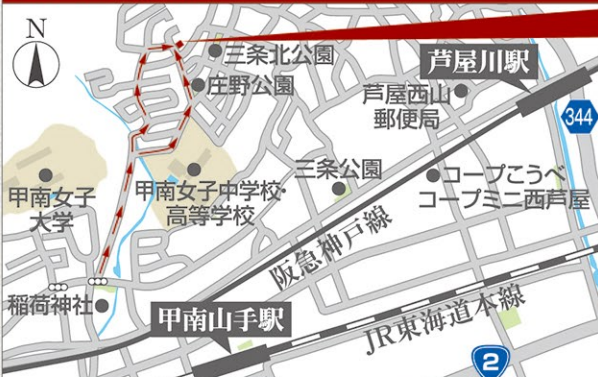 N
三条北公園
芦屋川駅
庄野公園
芦屋西山
郵便局
344
甲南女子
大学
甲南女子中学校・
高等学校
三条公園
コープこうべ
コープミニ西芦屋
阪急神戸線
稲荷神社
甲南山手駅
JR東海道本線
2